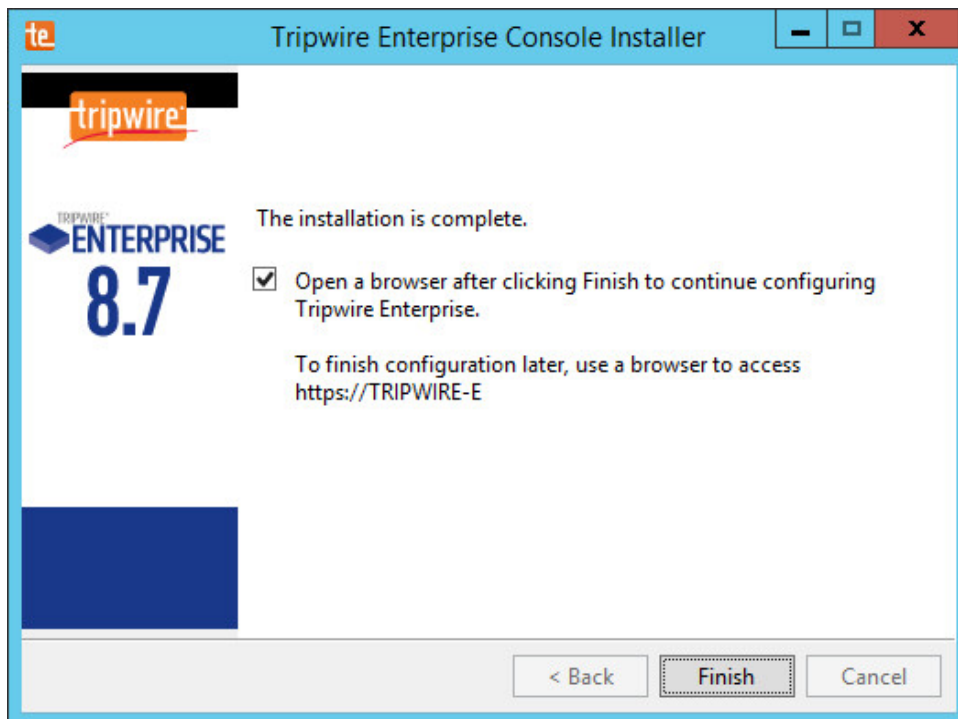 te
Tripwire Enterprise Console Installer
tripwire
TRIPWIRE
ENTERPRISE
8.7
The installation is complete.
Open a browser after clicking Finish to continue configuring
Tripwire Enterprise.
To finish configuration later, use a browser to access
https://TRIPWIRE-E
< Back
Finish
Cancel